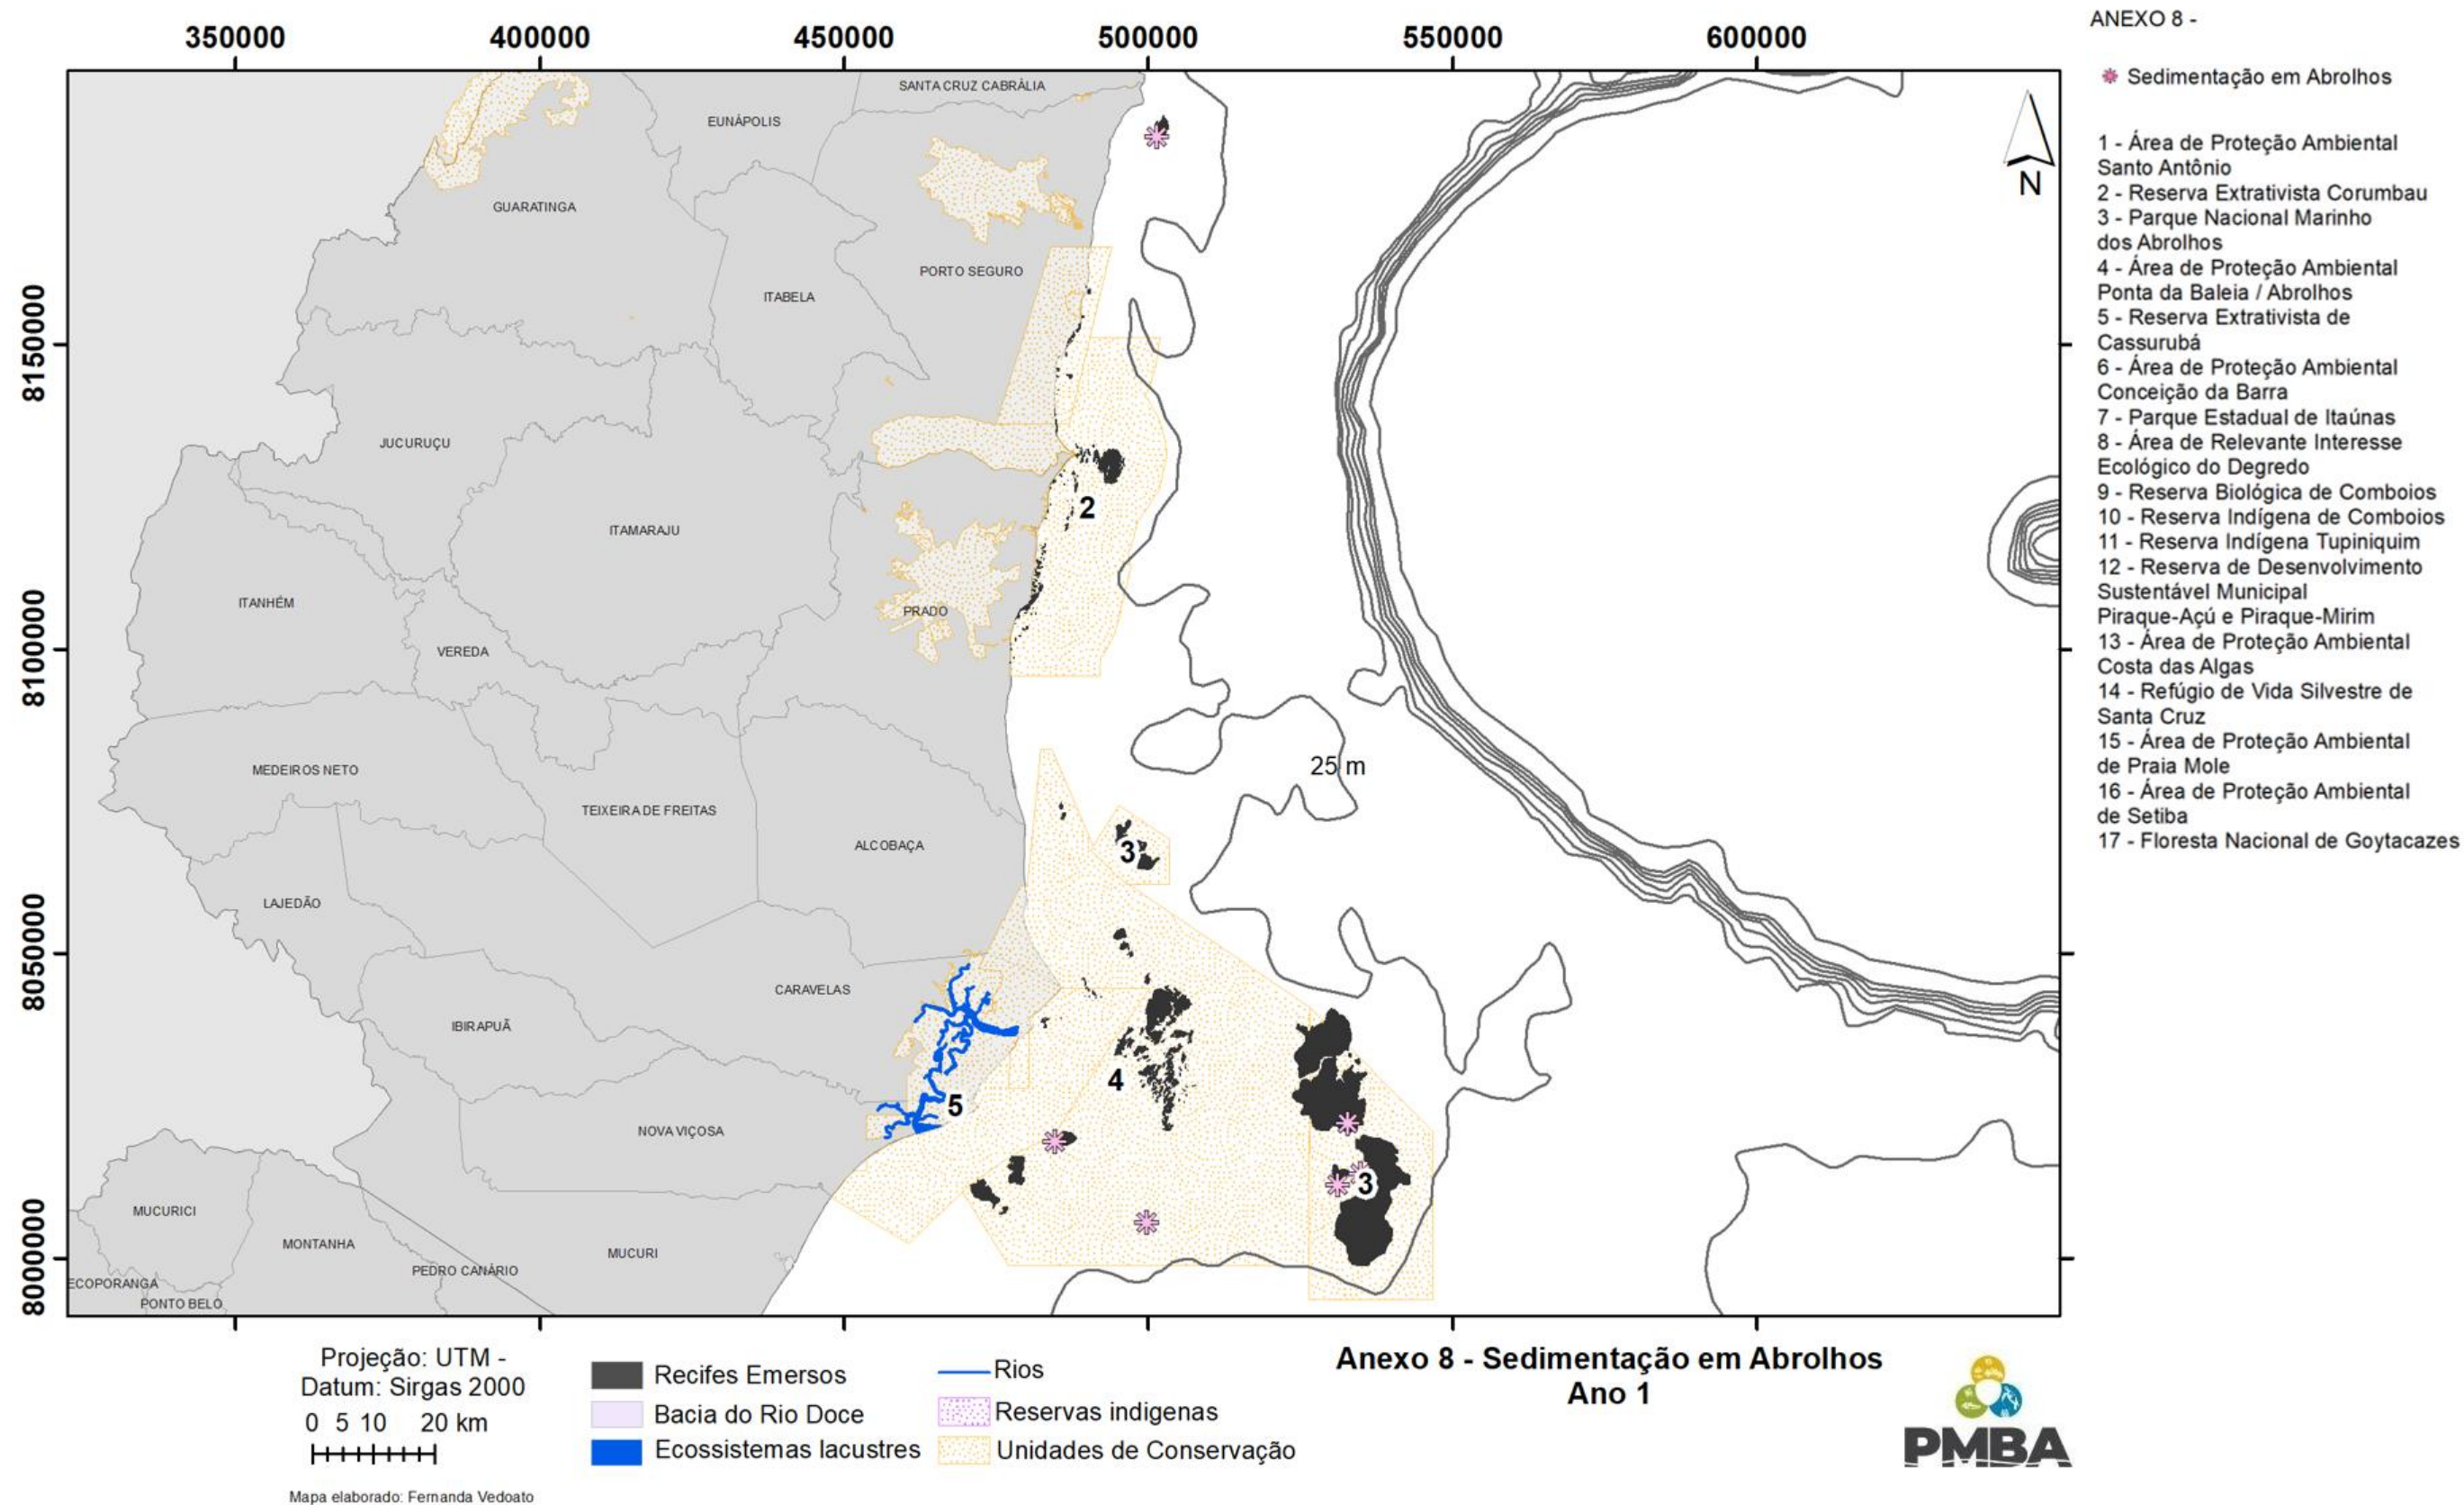 350000
400000
450000
500000
550000
600000
ANEXO 8 -
Sedimentação em Abrolhos
1 - Área de Proteção Ambiental
Santo Antônio
2 - Reserva Extrativista Corumbau
3 - Parque Nacional Marinho
dos Abrolhos
4 - Área de Proteção Ambiental
Ponta da Baleia / Abrolhos
5 - Reserva Extrativista de
Cassurubá
6 - Área de Proteção Ambiental
Conceição da Barra
7 - Parque Estadual de Itaúnas
8 - Área de Relevante Interesse
Ecológico do Degredo
9 - Reserva Biológica de Comboios
10 - Reserva Indígena de Comboios
11 - Reserva Indígena Tupiniquim
12 - Reserva de Desenvolvimento
Sustentável Municipal
Piraque-Açú e Piraque-Mirim
13 - Área de Proteção Ambiental
Costa das Algas
14 - Refúgio de Vida Silvestre de
Santa Cruz
15 - Área de Proteção Ambiental
de Praia Mole
16 - Área de Proteção Ambiental
de Setiba
17 - Floresta Nacional de Goytacazes
N
8150000
8100000
8050000
8000000
SANTA CRUZ CABRÁLIA
EUNÁPOLIS
GUARATINGA
PORTO SEGURO
ITABELA
JUCURUÇU
2
ITAMARAJU
ITANHÉM
PRADO
VEREDA
25 m
MEDEIROS NETO
TEIXEIRA DE FREITAS
ALCOBAÇA
3
LAJEDÃO
CARAVELAS
IBIRAPUÃ
4
5
NOVA VIÇOSA
3
MUCURICI
MONTANHA
MUCURI
PEDRO CANÁRIO
ECOPORANGA
PONTO BELO
Projeção: UTM -
Datum: Sirgas 2000
0 5 10 20 km
Mapa elaborado: Fernanda Vedoato
Recifes Emersos
Bacia do Rio Doce
Ecossistemas lacustres
Rios
Reservas indigenas
Unidades de Conservação
Anexo 8 - Sedimentação em Abrolhos
Ano 1
PMBA